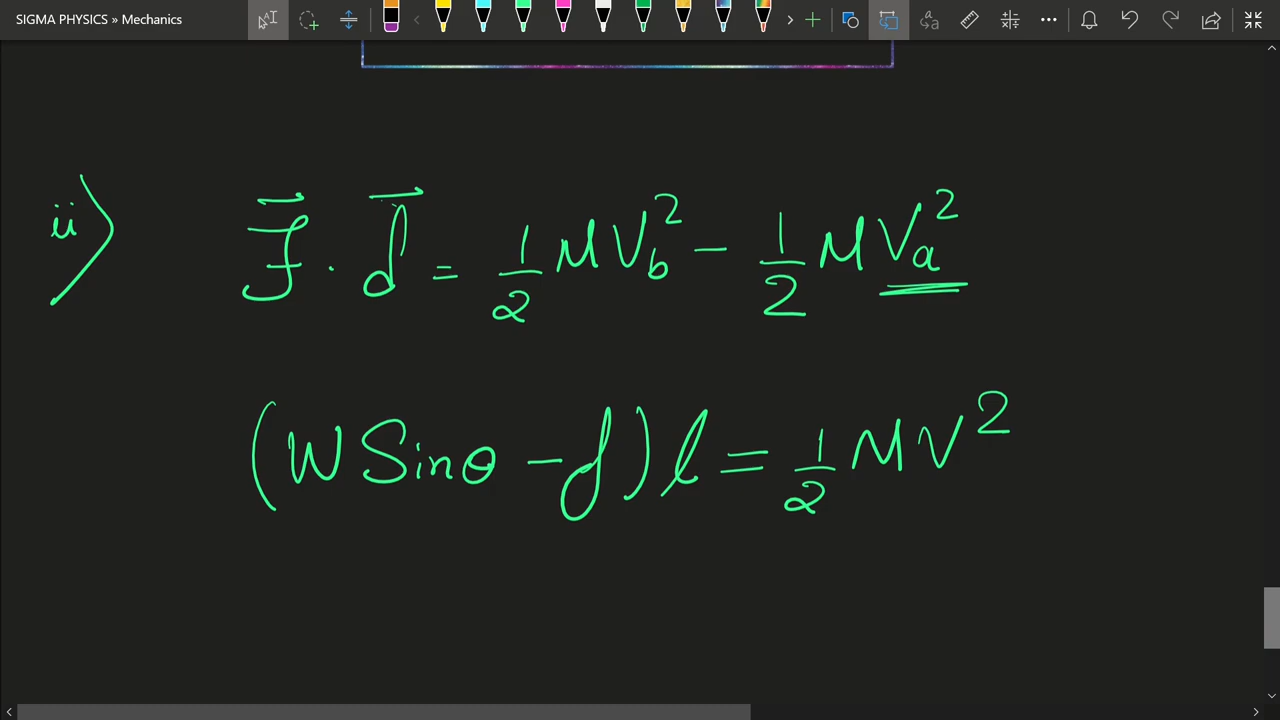 SIGMA PHYSICS » Mechanics
ii) F⃗ · d⃗ = 1/2 MV_b² − 1/2 MV_a²
(W Sinθ − f) l = 1/2 MV²